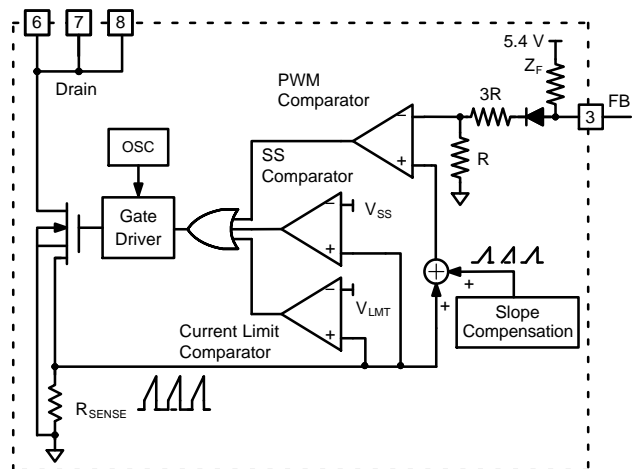 6 7 8
5.4 V
Drain
Z_F
FB
3
PWM
Comparator
3R
−
R
+
OSC
SS
Comparator
−
V_SS
+
Gate
Driver
−
V_LMT
+
Current Limit
Comparator
+
+
Slope
Compensation
R_SENSE